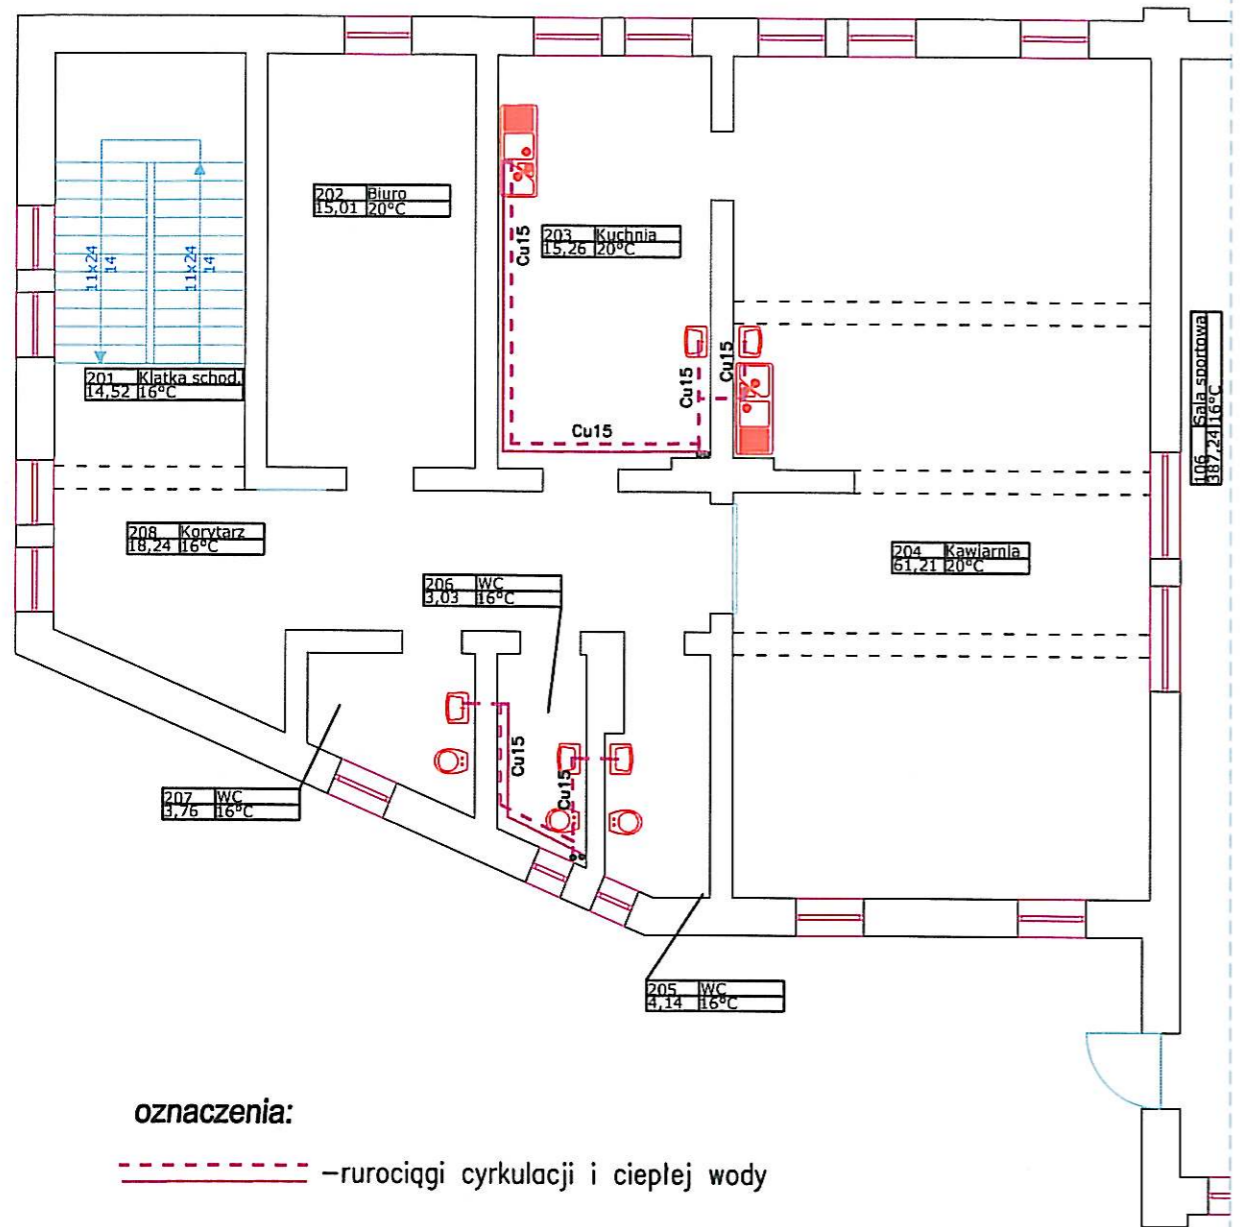 202 Biuro
15,01 20°C
203 Kuchnia
15,26 20°C
Cu15
11x24
14
11x24
14
Cu15
Cu15
Cu15
201 Klatka schod.
14,52 16°C
106 Sala sportowa
387,24 16°C
208 Korytarz
18,24 16°C
204 Kawiarnia
61,21 20°C
206 WC
3,03 16°C
Cu15
Cu15
207 WC
3,76 16°C
205 WC
4,14 16°C
oznaczenia:
–rurociągi cyrkulacji i ciepłej wody